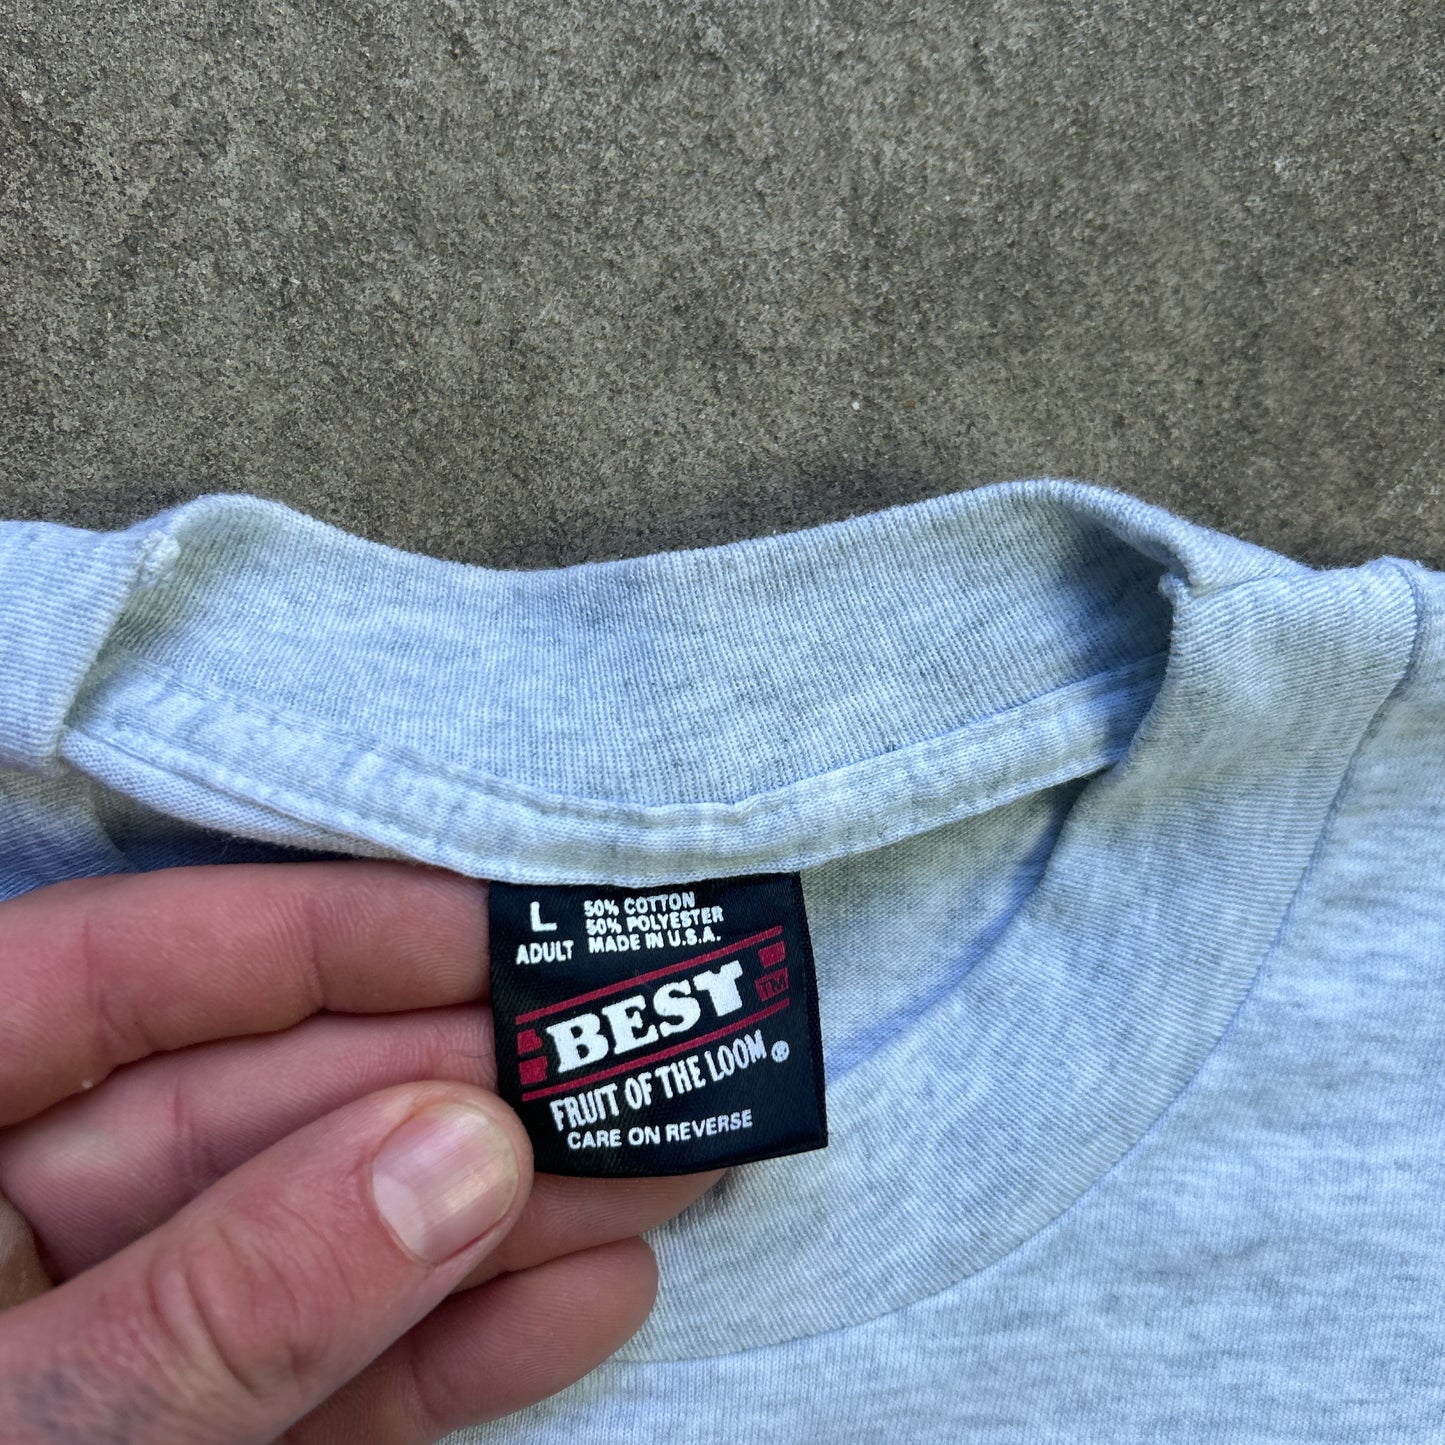 L
ADULT
50% COTTON
50% POLYESTER
MADE IN U.S.A.
BEST
TM
FRUIT OF THE LOOM®
CARE ON REVERSE